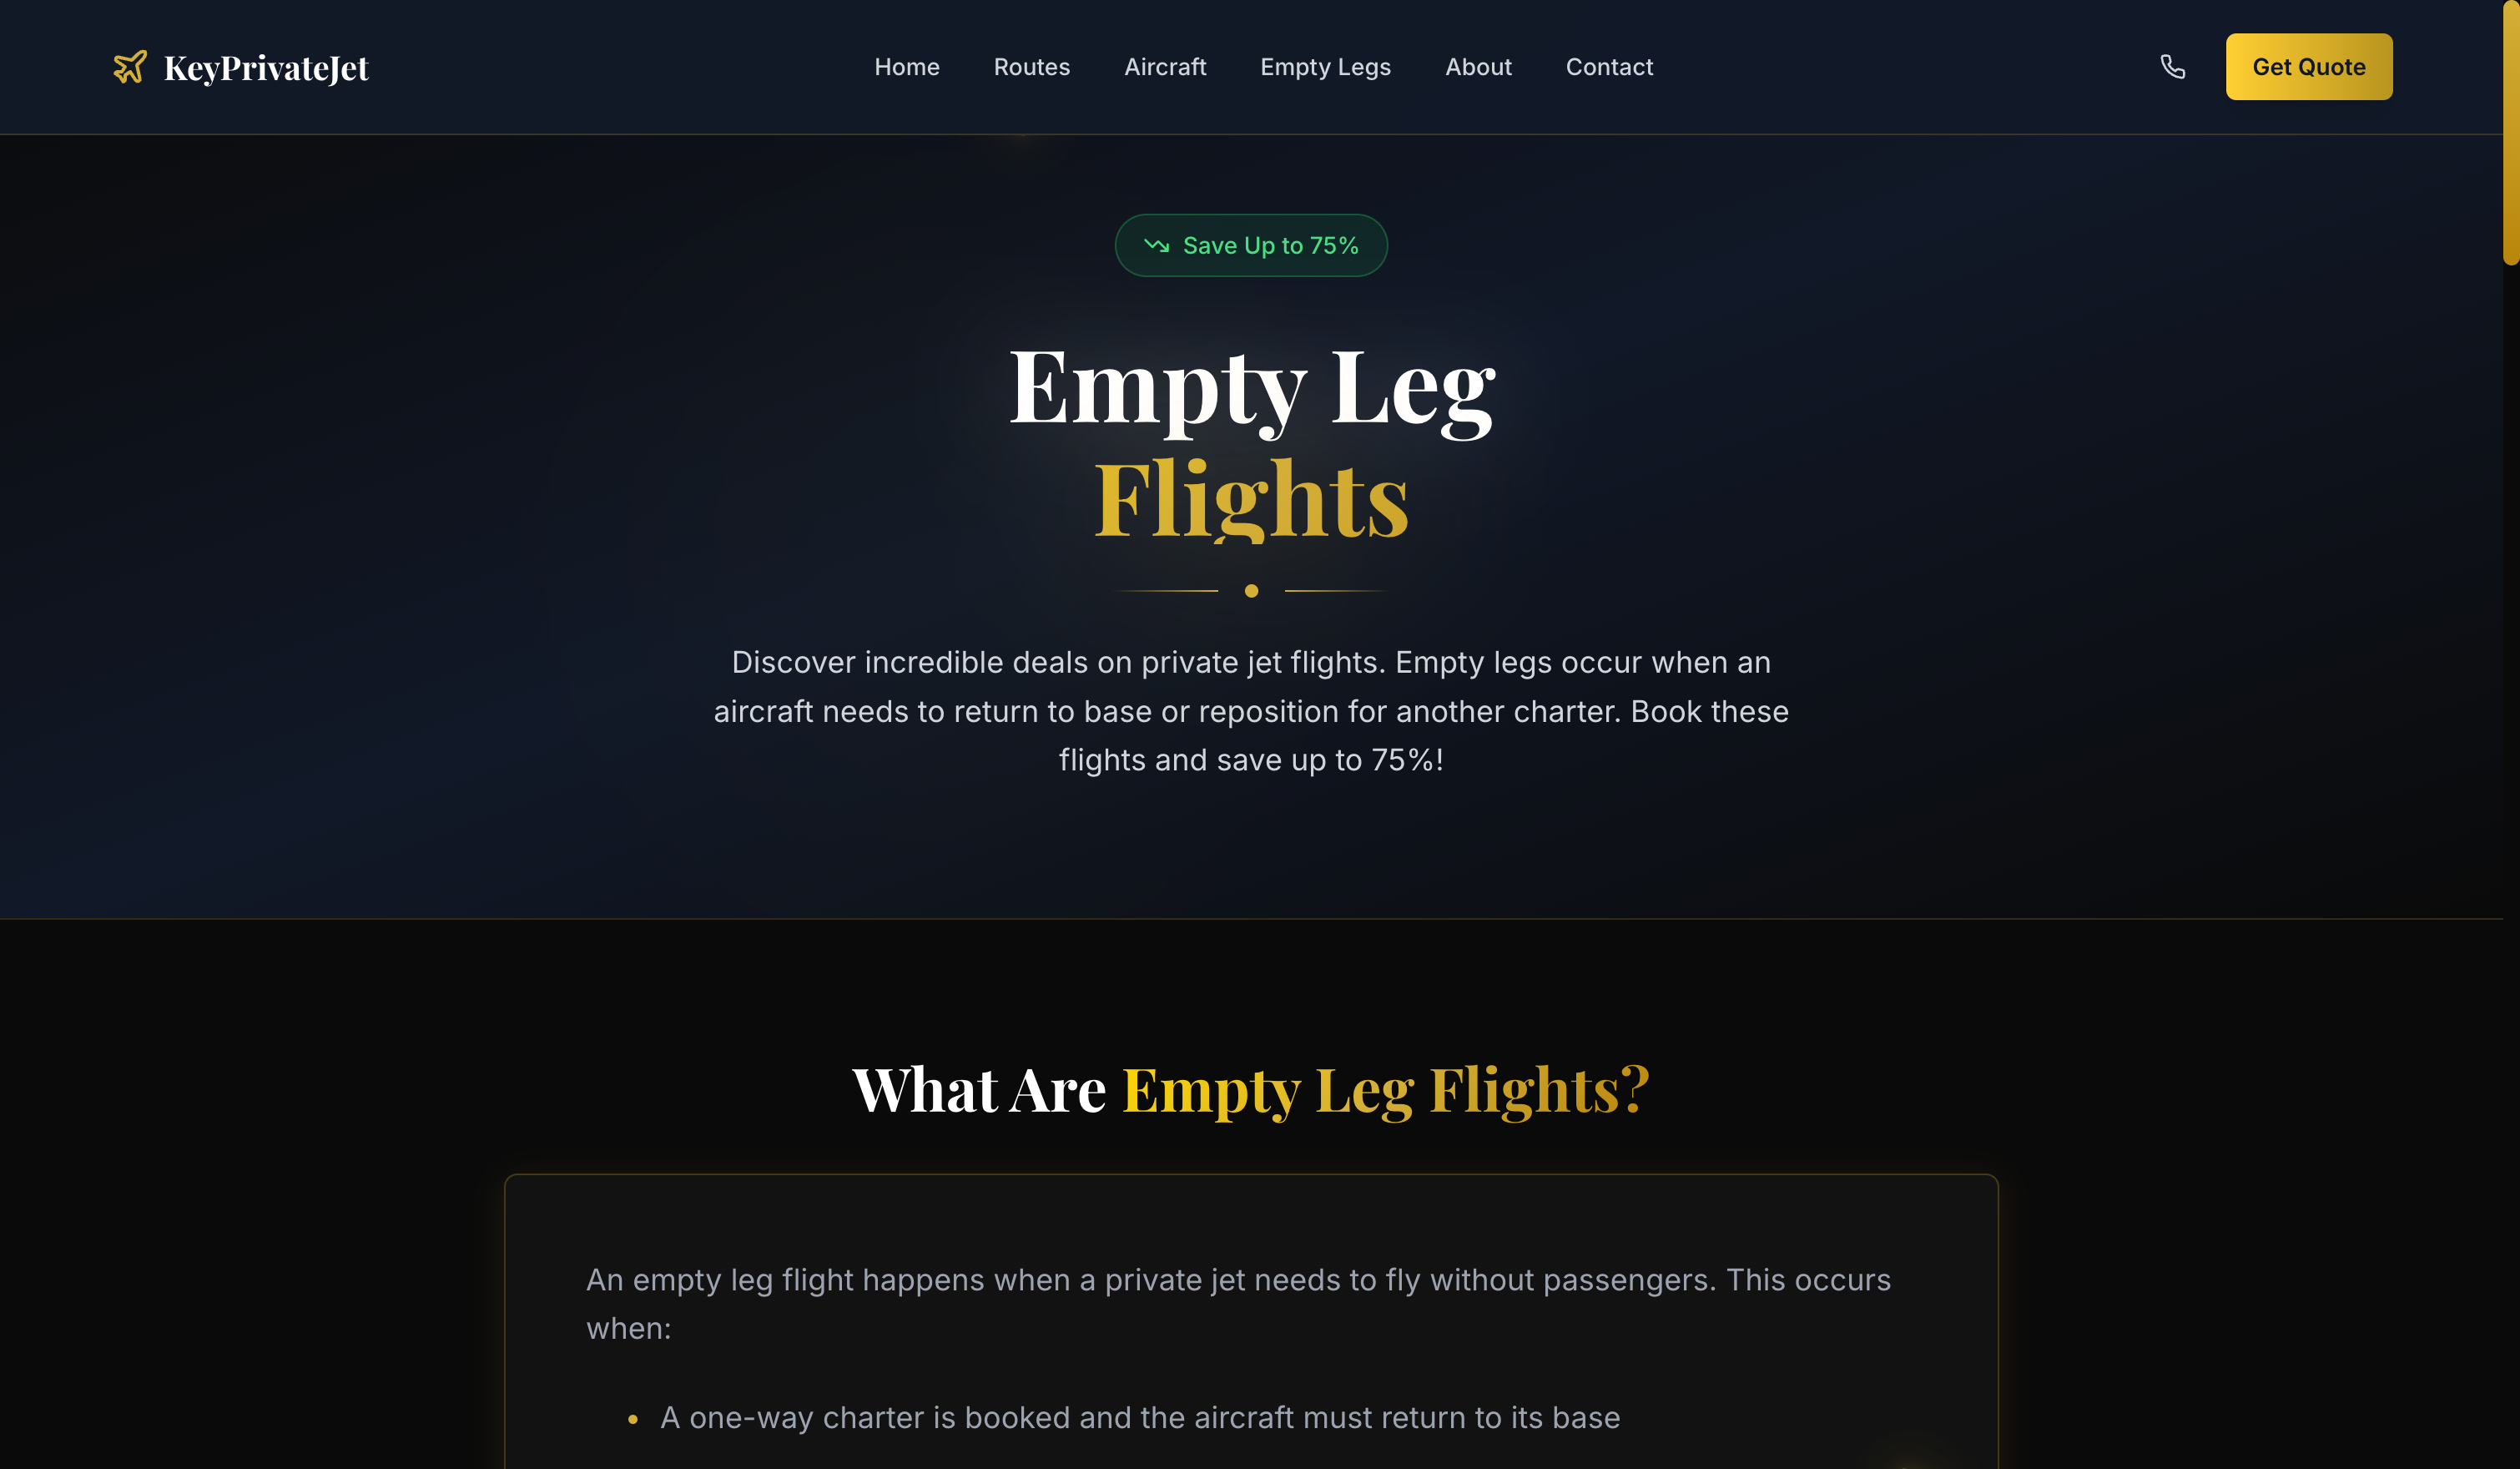 KeyPrivateJet
Home
Routes
Aircraft
Empty Legs
About
Contact
Get Quote
Save Up to 75%
Empty Leg
Flights
Discover incredible deals on private jet flights. Empty legs occur when an
aircraft needs to return to base or reposition for another charter. Book these
flights and save up to 75%!
What Are Empty Leg Flights?
An empty leg flight happens when a private jet needs to fly without passengers. This occurs
when:
A one-way charter is booked and the aircraft must return to its base